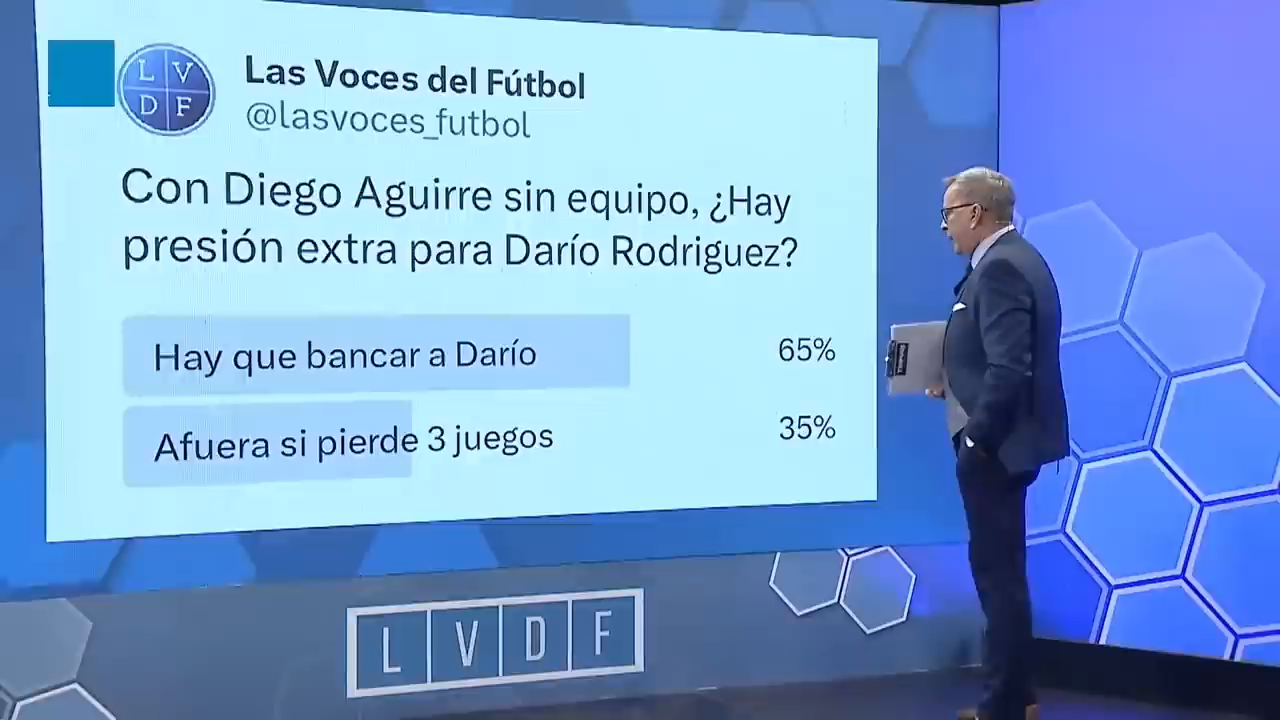 L V
D F
Las Voces del Fútbol
@lasvoces_futbol
Con Diego Aguirre sin equipo, ¿Hay
presión extra para Darío Rodriguez?
Hay que bancar a Darío 65%
Afuera si pierde 3 juegos 35%
L V D F